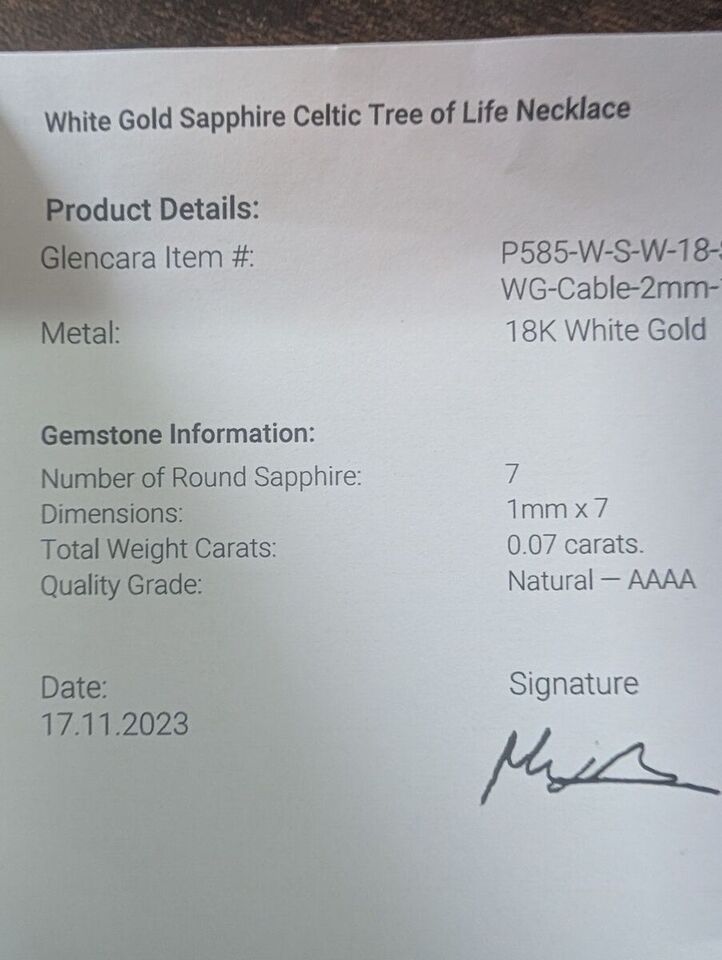 White Gold Sapphire Celtic Tree of Life Necklace
Product Details:
Glencara Item #: P585-W-S-W-18-
WG-Cable-2mm-
Metal: 18K White Gold
Gemstone Information:
Number of Round Sapphire: 7
Dimensions: 1mm x 7
Total Weight Carats: 0.07 carats.
Quality Grade: Natural — AAAA
Date: Signature
17.11.2023